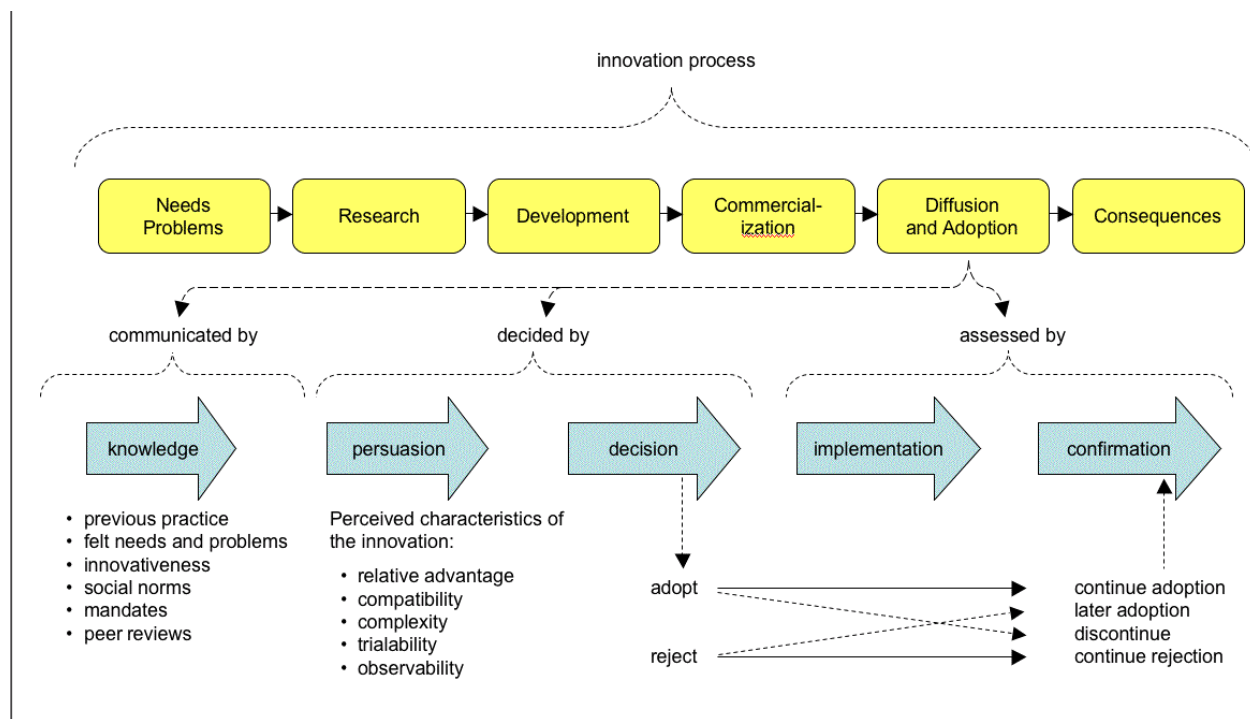 innovation process
Needs
Problems
Research
Development
Commercial-
ization
Diffusion
and Adoption
Consequences
communicated by
decided by
assessed by
knowledge
persuasion
decision
implementation
confirmation
• previous practice
• felt needs and problems
• innovativeness
• social norms
• mandates
• peer reviews
Perceived characteristics of
the innovation:
• relative advantage
• compatibility
• complexity
• trialability
• observability
adopt
reject
continue adoption
later adoption
discontinue
continue rejection